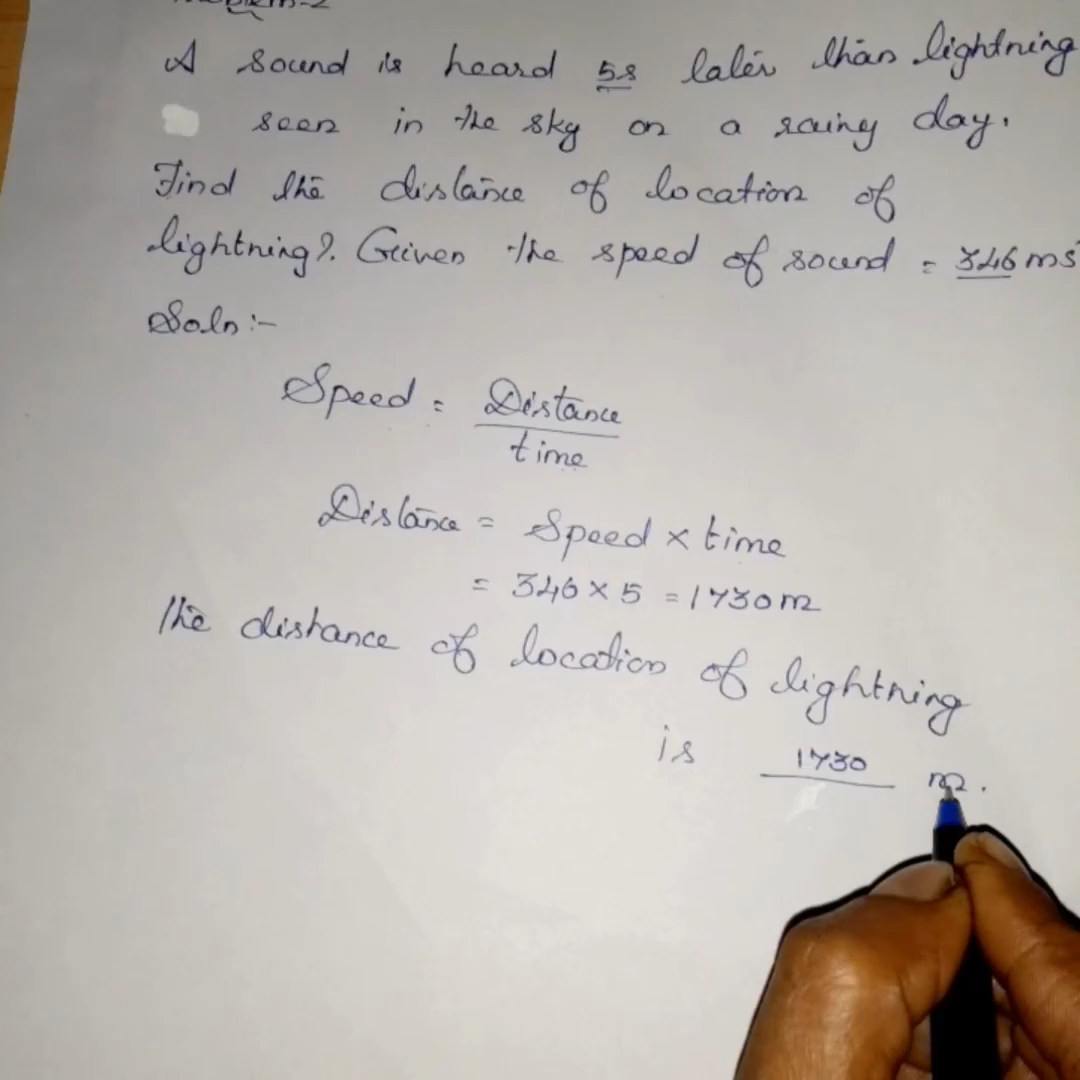 A sound is heard 5s later than lightning
seen in the sky on a rainy day.
Find the distance of location of
lightning?. Given the speed of sound = 346 ms
Soln :-
Speed = Distance
time
Distance = Speed × time
= 346 × 5 = 1730 m
The distance of location of lightning
is 1730 m.